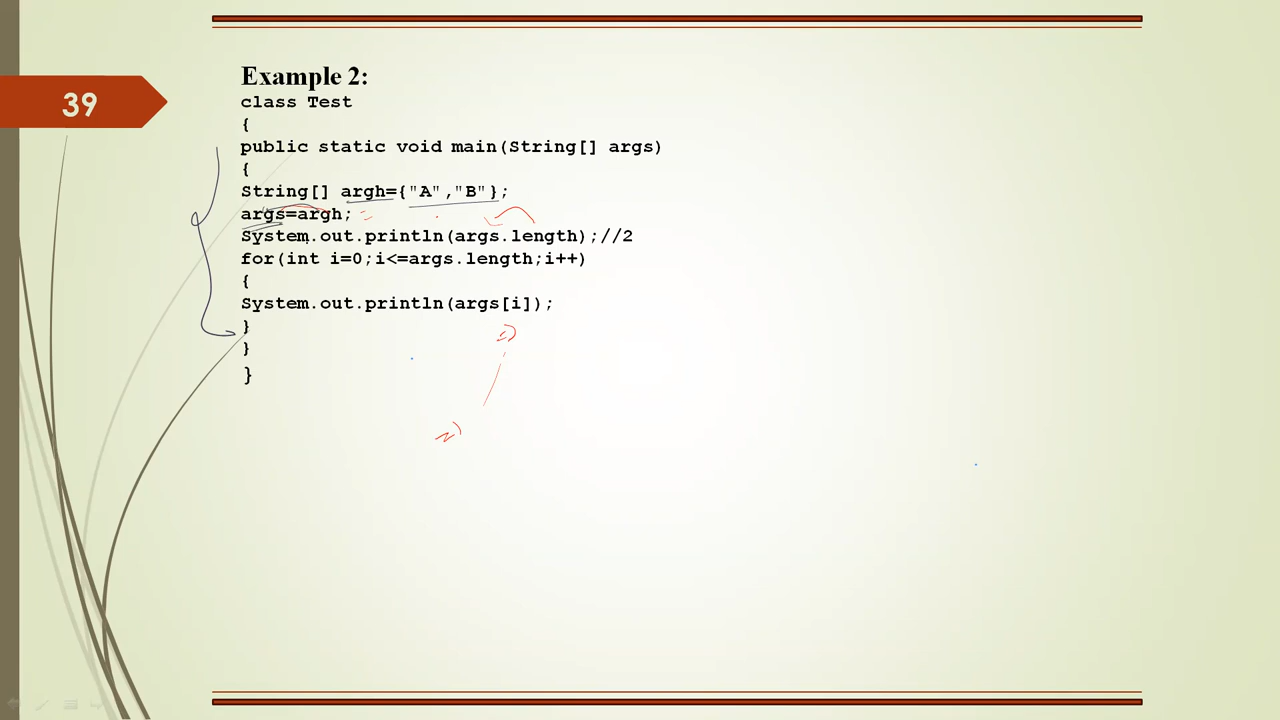 39
Example 2:
class Test
{
public static void main(String[] args)
{
String[] argh={"A","B"};
args=argh;
System.out.println(args.length);//2
for(int i=0;i<=args.length;i++)
{
System.out.println(args[i]);
}
}
}